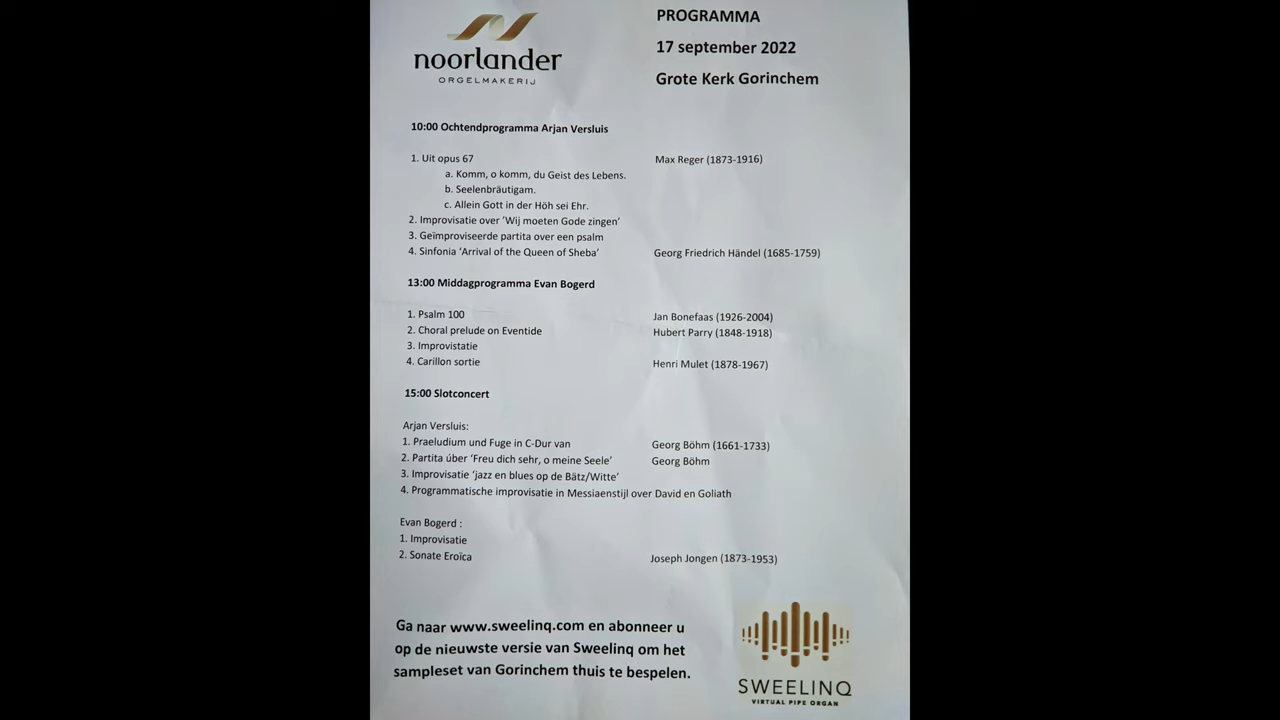 noorlander
ORGELMAKERIJ
PROGRAMMA
17 september 2022
Grote Kerk Gorinchem
10:00 Ochtendprogramma Arjan Versluis
1. Uit opus 67 Max Reger (1873-1916)
a. Komm, o komm, du Geist des Lebens.
b. Seelenbräutigam.
c. Allein Gott in der Höh sei Ehr.
2. Improvisatie over ‘Wij moeten Gode zingen’
3. Geïmproviseerde partita over een psalm
4. Sinfonia ‘Arrival of the Queen of Sheba’ Georg Friedrich Händel (1685-1759)
13:00 Middagprogramma Evan Bogerd
1. Psalm 100 Jan Bonefaas (1926-2004)
2. Choral prelude on Eventide Hubert Parry (1848-1918)
3. Improvistatie
4. Carillon sortie Henri Mulet (1878-1967)
15:00 Slotconcert
Arjan Versluis:
1. Praeludium und Fuge in C-Dur van Georg Böhm (1661-1733)
2. Partita úber ‘Freu dich sehr, o meine Seele’ Georg Böhm
3. Improvisatie ‘jazz en blues op de Bätz/Witte’
4. Programmatische improvisatie in Messiaenstijl over David en Goliath
Evan Bogerd :
1. Improvisatie
2. Sonate Eroïca Joseph Jongen (1873-1953)
Ga naar www.sweelinq.com en abonneer u
op de nieuwste versie van Sweelinq om het
sampleset van Gorinchem thuis te bespelen.
SWEELINQ
VIRTUAL PIPE ORGAN